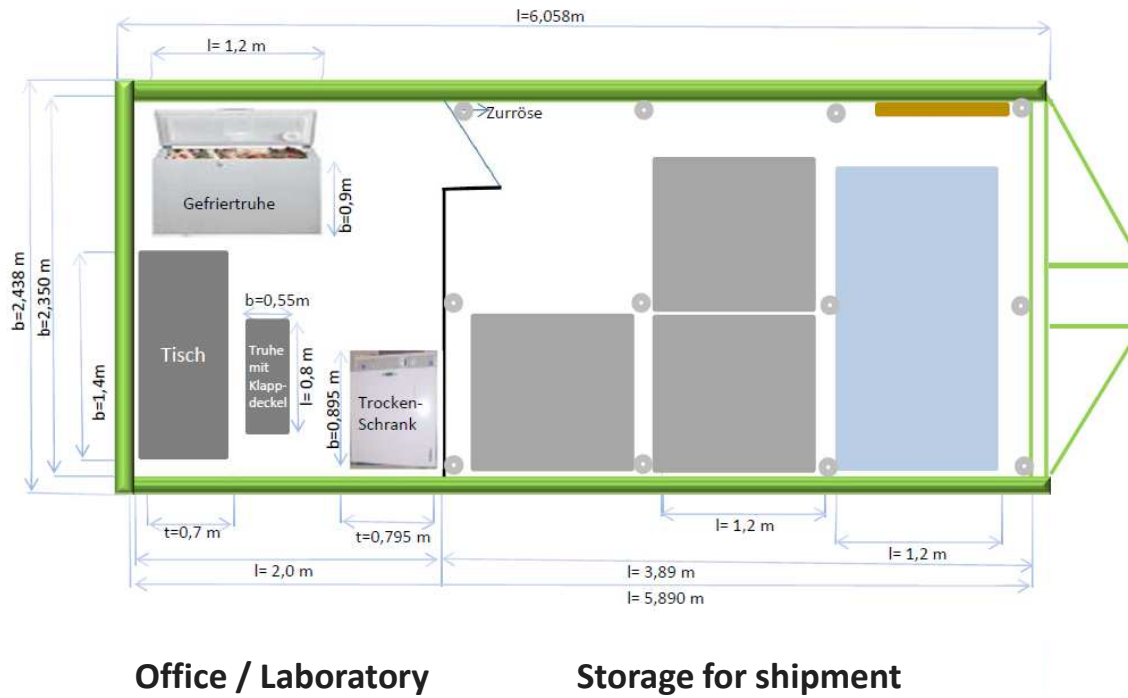 l=6,058m
l= 1,2 m
Zurröse
Gefriertruhe
b=0,9m
b=2,438 m
b=2,350 m
b=1,4m
Tisch
b=0,55m
Truhe
mit
Klapp-
deckel
l= 0,8 m
b=0,895 m
Trocken-
Schrank
t=0,7 m
t=0,795 m
l= 1,2 m
l= 1,2 m
l= 2,0 m
l= 3,89 m
l= 5,890 m
Office / Laboratory
Storage for shipment